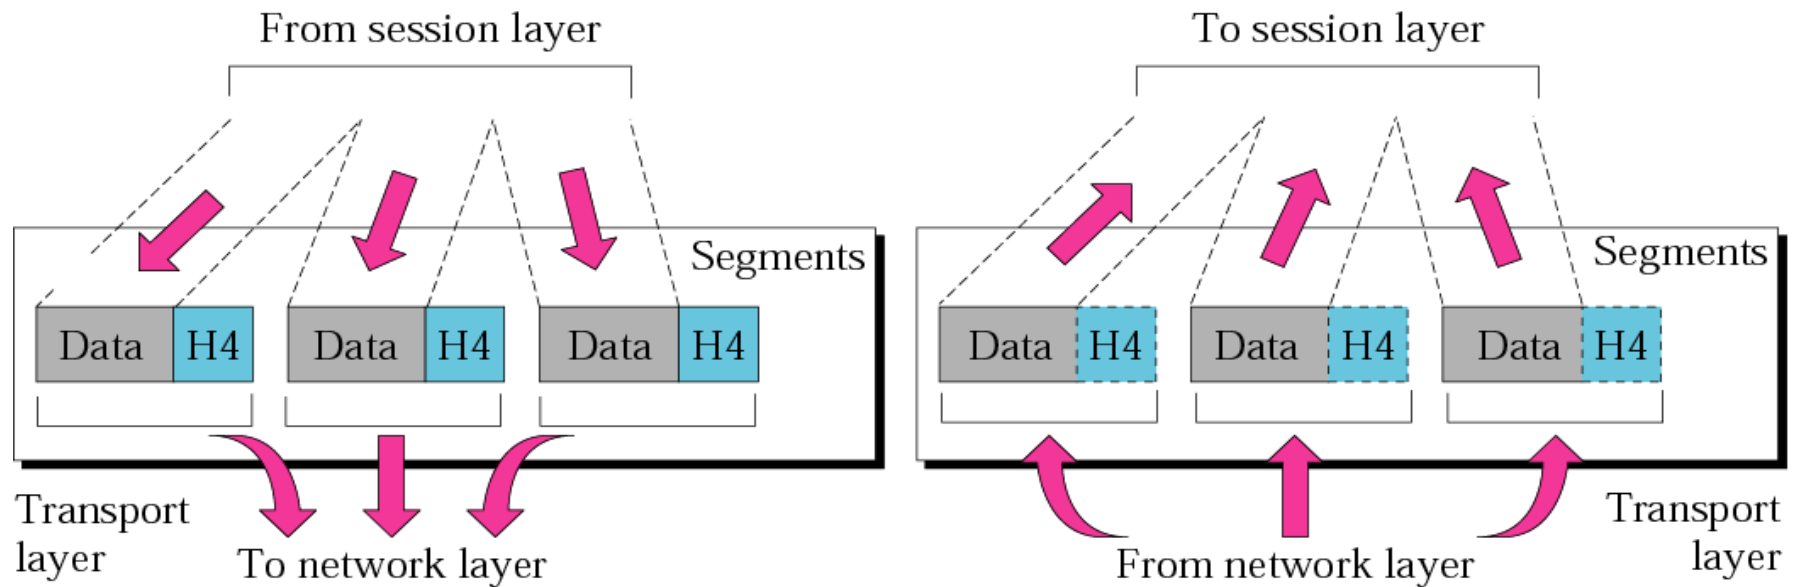 From session layer
Segments
Data H4 Data H4 Data H4
Transport
layer
To network layer
To session layer
Segments
Data H4 Data H4 Data H4
From network layer
Transport
layer